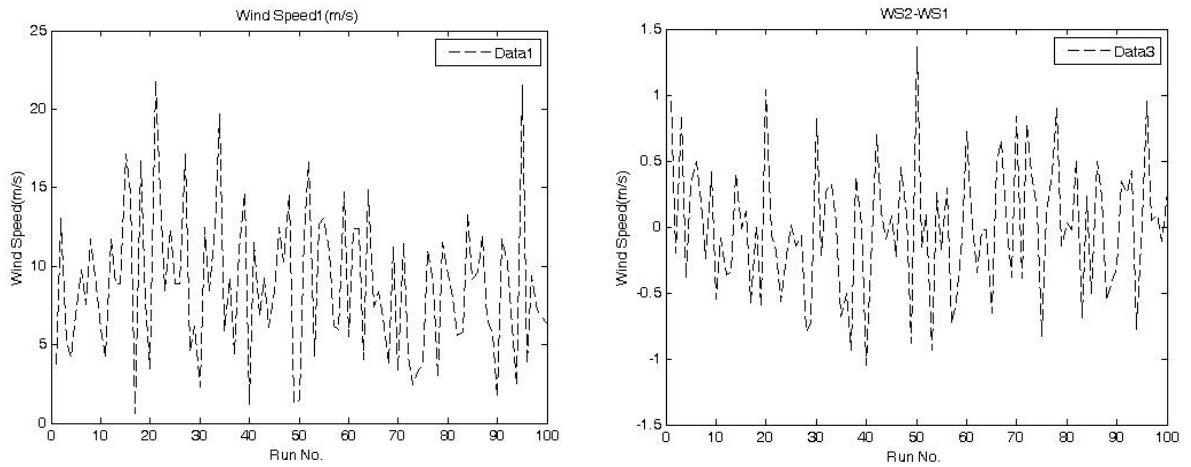 Wind Speed1(m/s)
25
20
15
10
5
0
Wind Speed(m/s)
Data1
0 10 20 30 40 50 60 70 80 90 100
Run No.
WS2-WS1
1.5
1
0.5
0
-0.5
-1
-1.5
Wind Speed(m/s)
Data3
0 10 20 30 40 50 60 70 80 90 100
Run No.